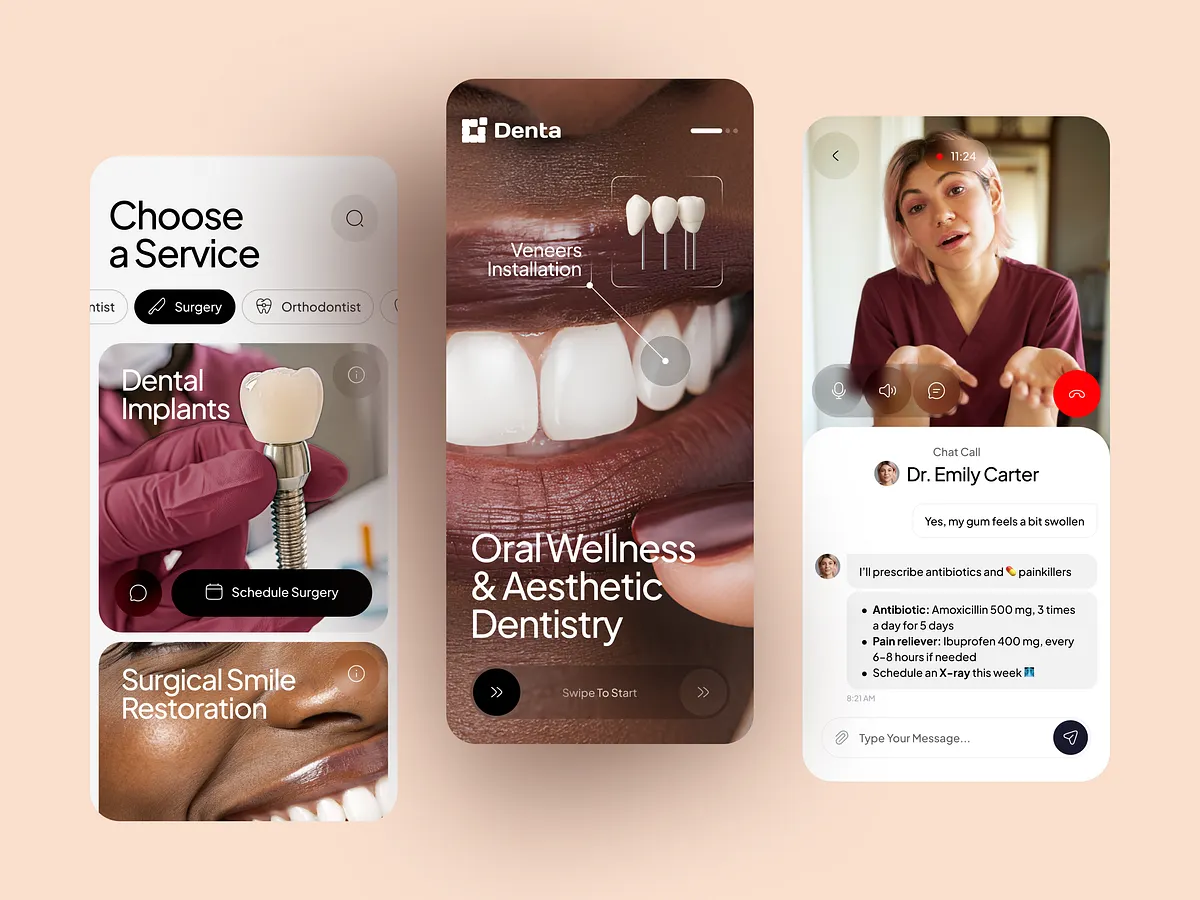 Choose
a Service
ntist
Surgery
Orthodontist
Dental
Implants
Schedule Surgery
Surgical Smile
Restoration
Denta
Veneers
Installation
Oral Wellness
& Aesthetic
Dentistry
Swipe To Start
11:24
Chat Call
Dr. Emily Carter
Yes, my gum feels a bit swollen
I'll prescribe antibiotics and 💊 painkillers
• Antibiotic: Amoxicillin 500 mg, 3 times
a day for 5 days
• Pain reliever: Ibuprofen 400 mg, every
6–8 hours if needed
• Schedule an X-ray this week 🩻
8:21 AM
Type Your Message...